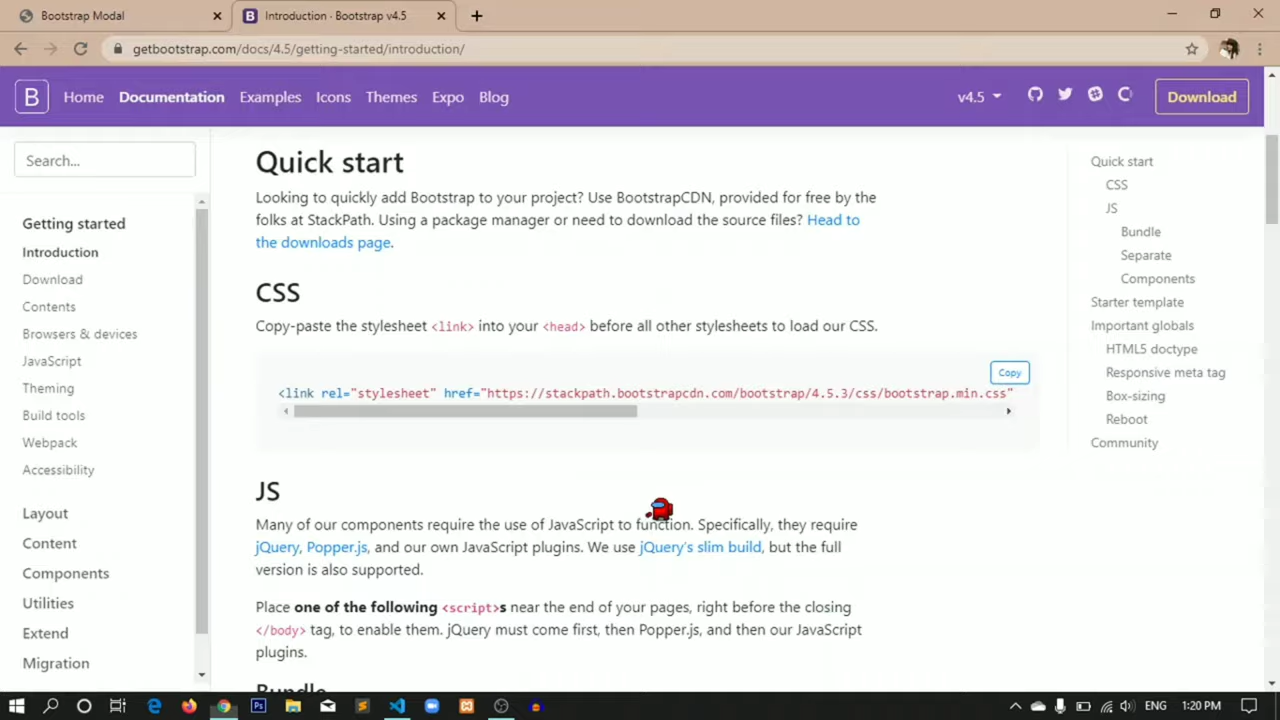 Bootstrap Modal
Introduction · Bootstrap v4.5
getbootstrap.com/docs/4.5/getting-started/introduction/
B Home Documentation Examples Icons Themes Expo Blog v4.5 Download
Search...
Getting started
Introduction
Download
Contents
Browsers & devices
JavaScript
Theming
Build tools
Webpack
Accessibility
Layout
Content
Components
Utilities
Extend
Migration
Quick start
Looking to quickly add Bootstrap to your project? Use BootstrapCDN, provided for free by the
folks at StackPath. Using a package manager or need to download the source files? Head to
the downloads page.
CSS
Copy-paste the stylesheet <link> into your <head> before all other stylesheets to load our CSS.
Copy
<link rel="stylesheet" href="https://stackpath.bootstrapcdn.com/bootstrap/4.5.3/css/bootstrap.min.css"
JS
Many of our components require the use of JavaScript to function. Specifically, they require
jQuery, Popper.js, and our own JavaScript plugins. We use jQuery's slim build, but the full
version is also supported.
Place one of the following <script>s near the end of your pages, right before the closing
</body> tag, to enable them. jQuery must come first, then Popper.js, and then our JavaScript
plugins.
Bundle
Quick start
CSS
JS
Bundle
Separate
Components
Starter template
Important globals
HTML5 doctype
Responsive meta tag
Box-sizing
Reboot
Community
ENG 1:20 PM